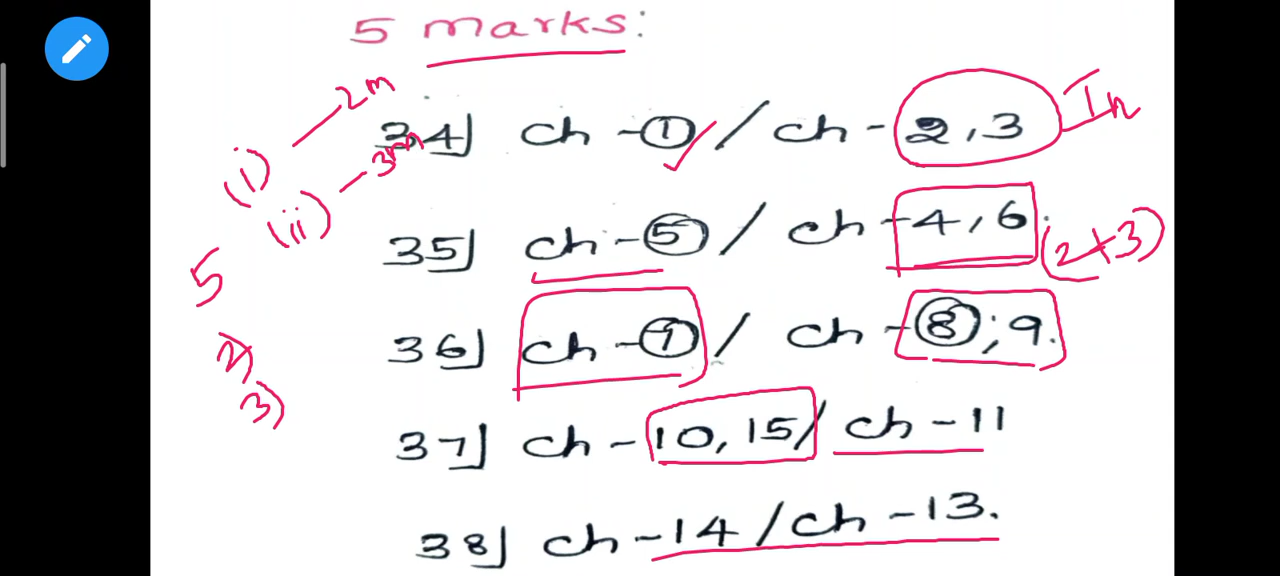 5 marks:
(i) - 2m
34] ch - ① / ch - 2,3 In
(ii) - 3m
35] ch - ⑤ / ch - 4,6. (2+3)
5
36] ch - ⑦ / ch - ⑧;9.
2)
3)
37] ch - 10,15 / ch - 11
38] ch - 14 / ch - 13.